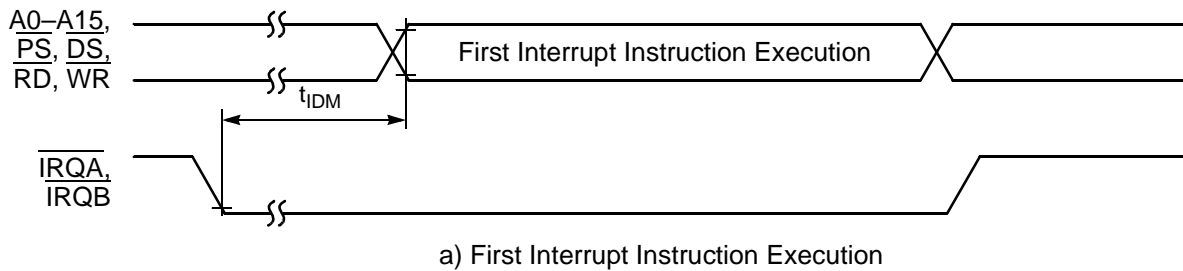 A0–A15,
PS, DS,
RD, WR
First Interrupt Instruction Execution
tIDM
IRQA,
IRQB
a) First Interrupt Instruction Execution